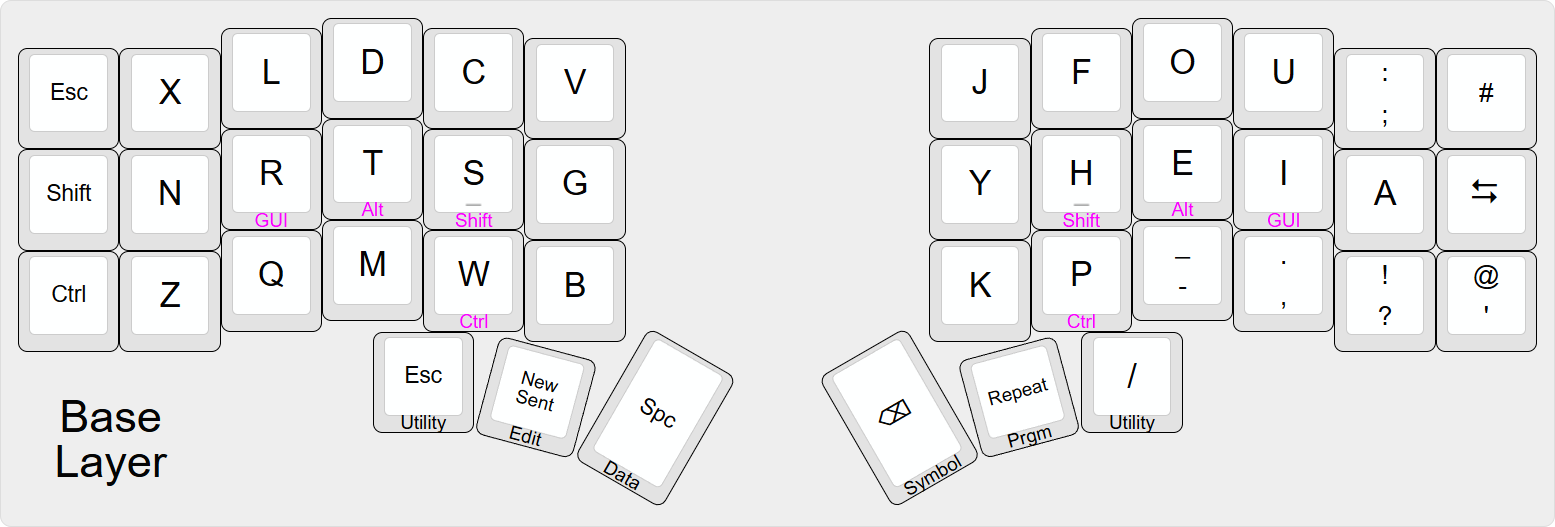 Esc X L D C V J F O U : #
;
Shift N R T S G Y H E I A ⮀
GUI Alt Shift Shift Alt GUI
Ctrl Z Q M W B K P _ . ! @
- , ? '
Ctrl Ctrl
Esc New Sent Spc ⌫ Repeat /
Utility Edit Data Symbol Prgm Utility
Base
Layer